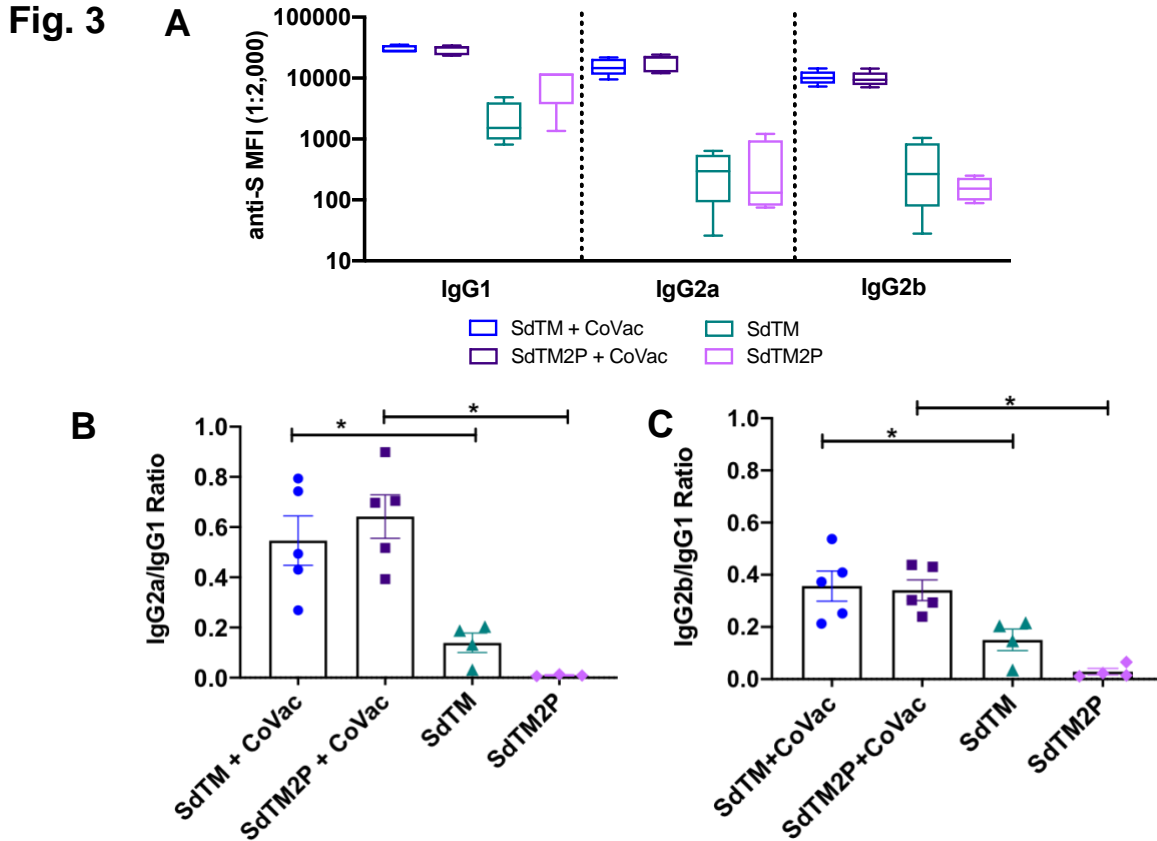 Fig. 3
A
anti-S MFI (1:2,000)
100000
10000
1000
100
10
IgG1 IgG2a IgG2b
SdTM + CoVac SdTM
SdTM2P + CoVac SdTM2P
B
IgG2a/IgG1 Ratio
1.0
0.8
0.6
0.4
0.2
0.0
* *
SdTM + CoVac
SdTM2P + CoVac
SdTM
SdTM2P
C
IgG2b/IgG1 Ratio
1.0
0.8
0.6
0.4
0.2
0.0
* *
SdTM+CoVac
SdTM2P+CoVac
SdTM
SdTM2P